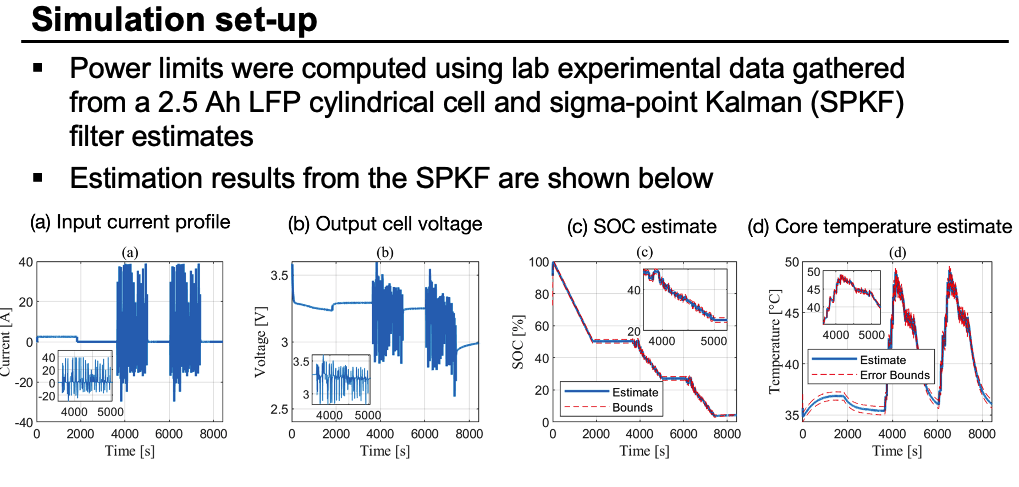 Simulation set-up
▪ Power limits were computed using lab experimental data gathered
from a 2.5 Ah LFP cylindrical cell and sigma-point Kalman (SPKF)
filter estimates
▪ Estimation results from the SPKF are shown below
(a) Input current profile
(b) Output cell voltage
(c) SOC estimate
(d) Core temperature estimate
(a)
40
20
0
-20
-40
Current [A]
40
20
0
-20
4000 5000
0 2000 4000 6000 8000
Time [s]
(b)
3.5
3
2.5
Voltage [V]
3.5
3
4000 5000
0 2000 4000 6000 8000
Time [s]
(c)
100
80
60
40
20
0
SOC [%]
40
20
4000 5000
Estimate
Bounds
0 2000 4000 6000 8000
Time [s]
(d)
50
45
40
35
Temperature [°C]
50
45
40
4000 5000
Estimate
Error Bounds
0 2000 4000 6000 8000
Time [s]